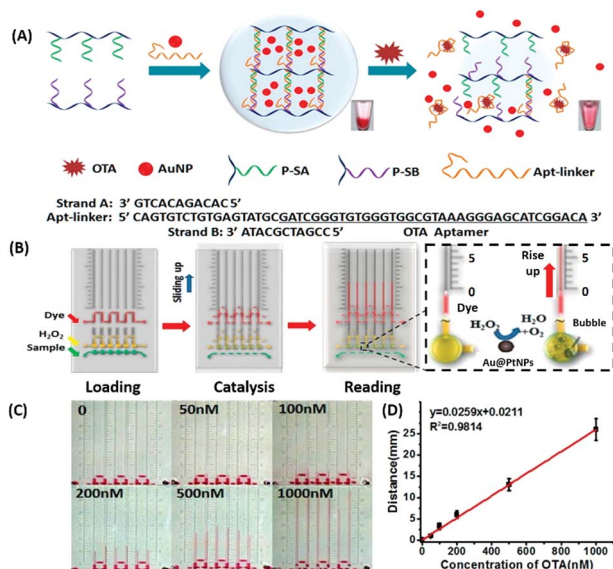 (A)
OTA
AuNP
P-SA
P-SB
Apt-linker
Strand A: 3' GTCACAGACAC 5'
Apt-linker: 5' CAGTGTCTGTGAGTATGCGATCGGGTGTGGGTGGCGTAAAGGGAGCATCGGACA 3'
Strand B: 3' ATACGCTAGCC 5' OTA Aptamer
(B)
Sliding up
Dye
H2O2
Sample
Loading
Catalysis
Reading
5
0
Dye
H2O2
H2O
+O2
Au@PtNPs
Rise
up
5
0
Bubble
(C)
0
50nM
100nM
200nM
500nM
1000nM
(D)
y=0.0259x+0.0211
R²=0.9814
Distance(mm)
30
25
20
15
10
5
0
0 200 400 600 800 1000
Concentration of OTA(nM)